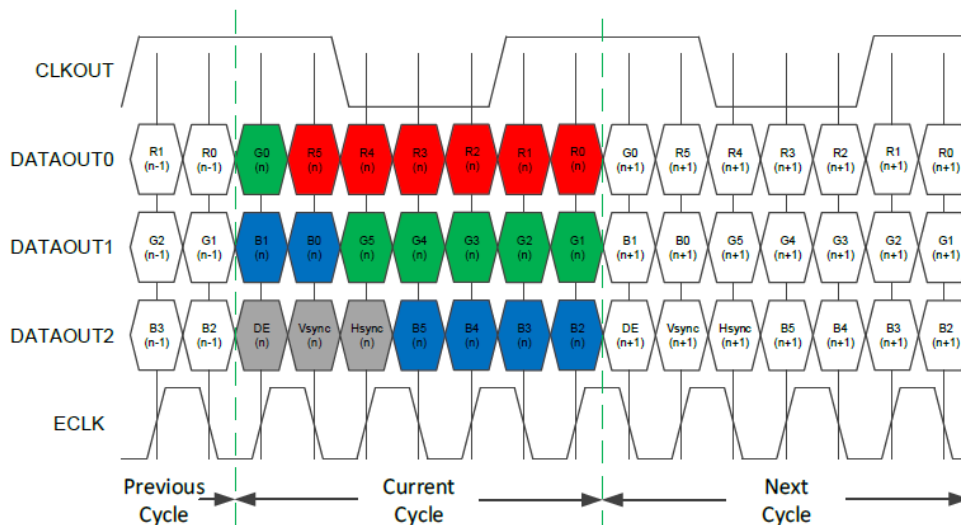 CLKOUT
DATAOUT0
R1 (n-1) R0 (n-1) G0 (n) R5 (n) R4 (n) R3 (n) R2 (n) R1 (n) R0 (n) G0 (n+1) R5 (n+1) R4 (n+1) R3 (n+1) R2 (n+1) R1 (n+1) R0 (n+1)
DATAOUT1
G2 (n-1) G1 (n-1) B1 (n) B0 (n) G5 (n) G4 (n) G3 (n) G2 (n) G1 (n) B1 (n+1) B0 (n+1) G5 (n+1) G4 (n+1) G3 (n+1) G2 (n+1) G1 (n+1)
DATAOUT2
B3 (n-1) B2 (n-1) DE (n) Vsync (n) Hsync (n) B5 (n) B4 (n) B3 (n) B2 (n) DE (n+1) Vsync (n+1) Hsync (n+1) B5 (n+1) B4 (n+1) B3 (n+1) B2 (n+1)
ECLK
Previous Cycle
Current Cycle
Next Cycle